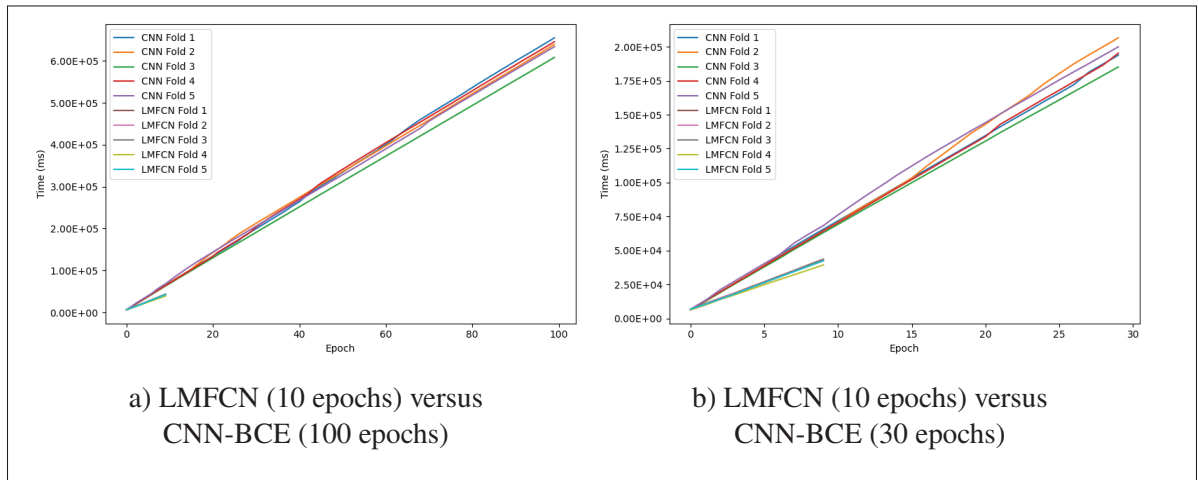 CNN Fold 1
CNN Fold 2
CNN Fold 3
CNN Fold 4
CNN Fold 5
LMFCN Fold 1
LMFCN Fold 2
LMFCN Fold 3
LMFCN Fold 4
LMFCN Fold 5
6.00E+05
5.00E+05
4.00E+05
3.00E+05
2.00E+05
1.00E+05
0.00E+00
Time (ms)
0 20 40 60 80 100
Epoch
a) LMFCN (10 epochs) versus
CNN-BCE (100 epochs)
CNN Fold 1
CNN Fold 2
CNN Fold 3
CNN Fold 4
CNN Fold 5
LMFCN Fold 1
LMFCN Fold 2
LMFCN Fold 3
LMFCN Fold 4
LMFCN Fold 5
2.00E+05
1.75E+05
1.50E+05
1.25E+05
1.00E+05
7.50E+04
5.00E+04
2.50E+04
0.00E+00
Time (ms)
0 5 10 15 20 25 30
Epoch
b) LMFCN (10 epochs) versus
CNN-BCE (30 epochs)